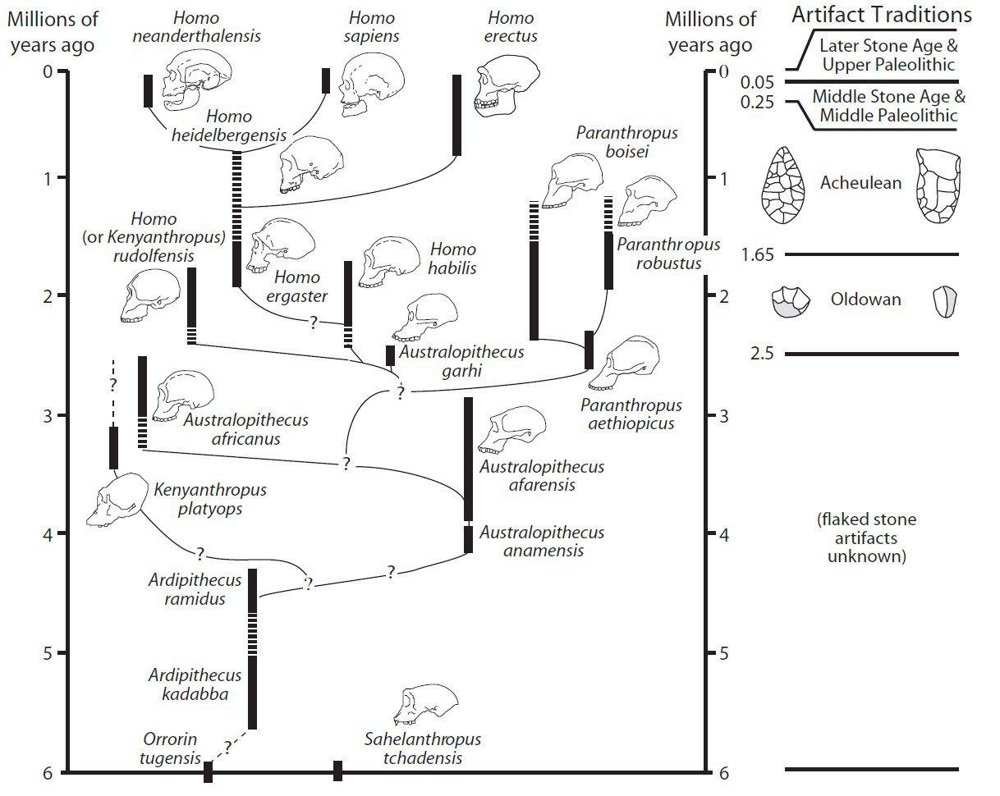 Millions of
years ago
Homo
neanderthalensis
Homo
sapiens
Homo
erectus
Millions of
years ago
Artifact Traditions
0
0
Later Stone Age &
Upper Paleolithic
0.05
0.25
Middle Stone Age &
Middle Paleolithic
Homo
heidelbergensis
Paranthropus
boisei
1
1
Acheulean
Homo
(or Kenyanthropus)
rudolfensis
Homo
ergaster
Homo
habilis
Paranthropus
robustus
1.65
2
2
?
Oldowan
Australopithecus
garhi
2.5
?
?
Australopithecus
africanus
Paranthropus
aethiopicus
3
3
?
Kenyanthropus
platyops
Australopithecus
afarensis
4
4
Australopithecus
anamensis
(flaked stone
artifacts
unknown)
?
?
?
Ardipithecus
ramidus
5
5
Ardipithecus
kadabba
Orrorin
tugensis
?
Sahelanthropus
tchadensis
6
6